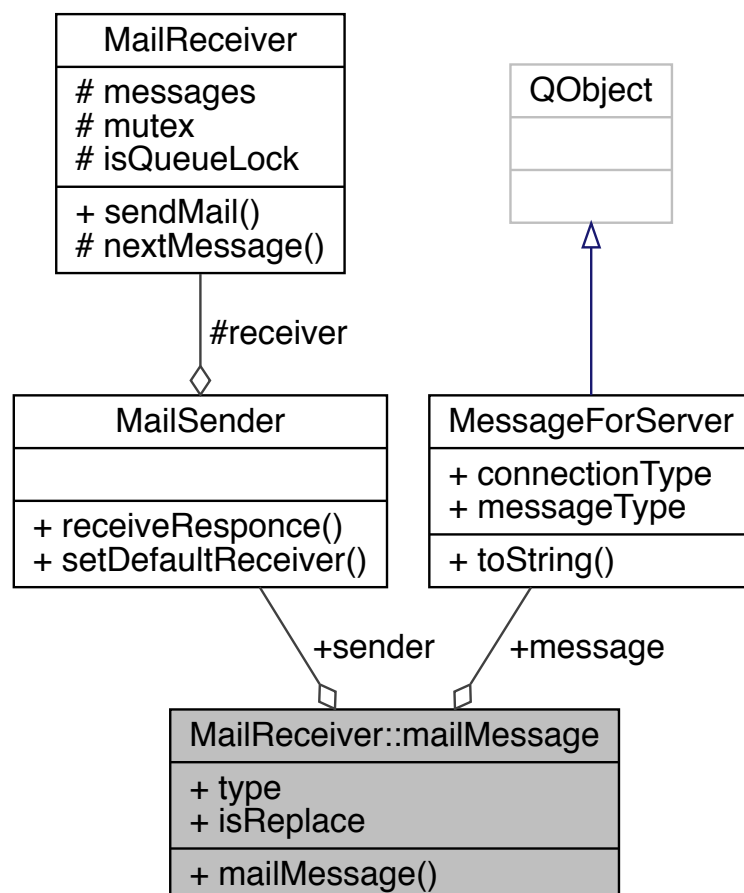 MailReceiver
# messages
# mutex
# isQueueLock
+ sendMail()
# nextMessage()
QObject
#receiver
MailSender
+ receiveResponce()
+ setDefaultReceiver()
MessageForServer
+ connectionType
+ messageType
+ toString()
+sender
+message
MailReceiver::mailMessage
+ type
+ isReplace
+ mailMessage()